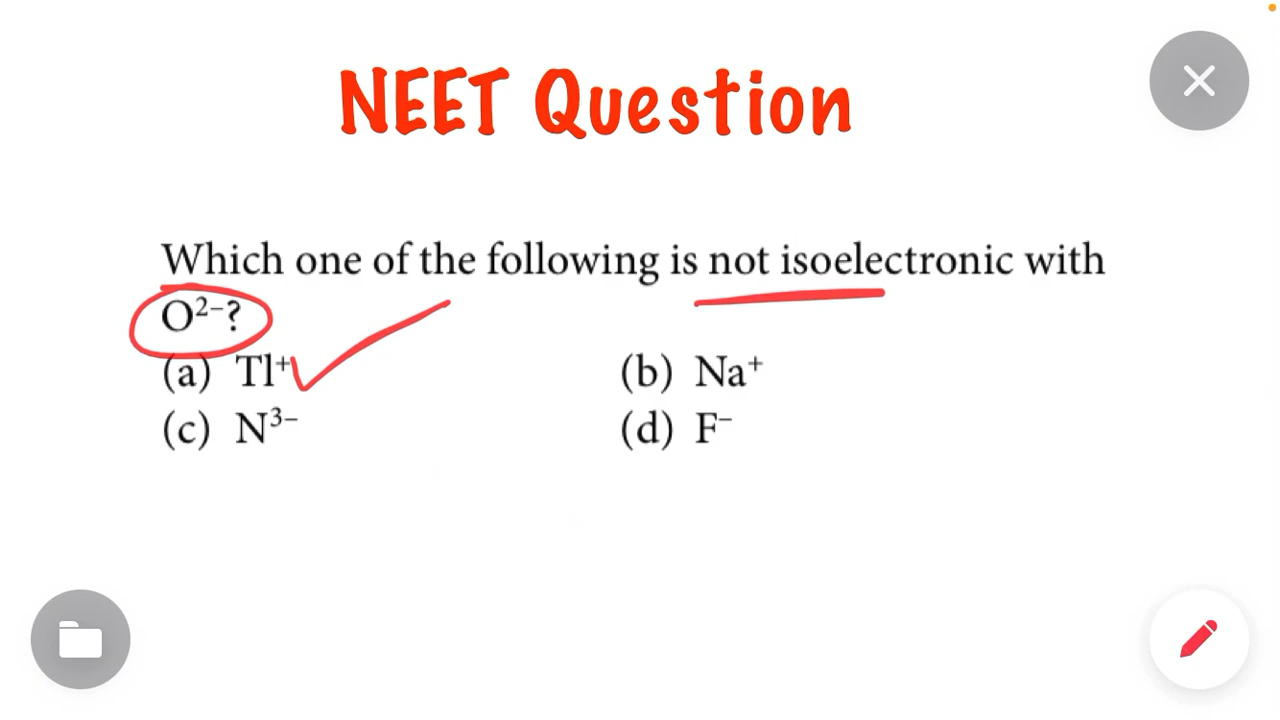 NEET Question
Which one of the following is not isoelectronic with
O²⁻?
(a) Tl⁺ (b) Na⁺
(c) N³⁻ (d) F⁻